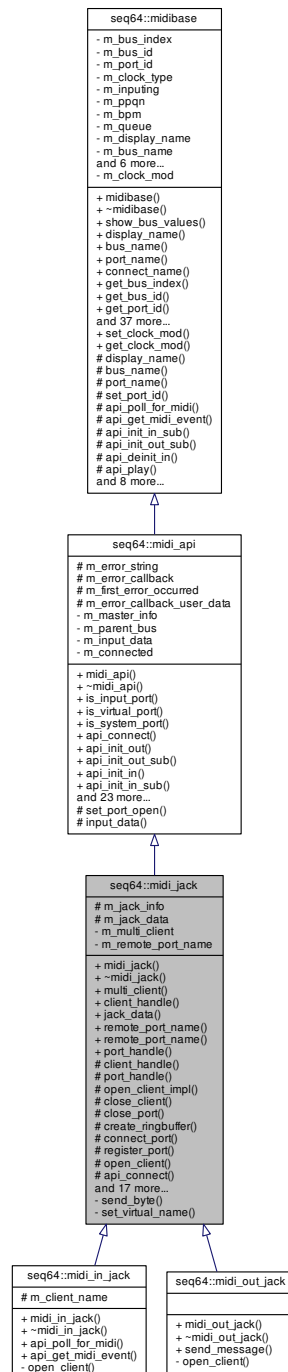 seq64::midibase
- m_bus_index
- m_bus_id
- m_port_id
- m_clock_type
- m_inputing
- m_ppqn
- m_bpm
- m_queue
- m_display_name
- m_bus_name
and 6 more...
- m_clock_mod
+ midibase()
+ ~midibase()
+ show_bus_values()
+ display_name()
+ bus_name()
+ port_name()
+ connect_name()
+ get_bus_index()
+ get_bus_id()
+ get_port_id()
and 37 more...
+ set_clock_mod()
+ get_clock_mod()
# display_name()
# bus_name()
# port_name()
# set_port_id()
# api_poll_for_midi()
# api_get_midi_event()
# api_init_in_sub()
# api_init_out_sub()
# api_deinit_in()
# api_play()
and 8 more...
seq64::midi_api
# m_error_string
# m_error_callback
# m_first_error_occurred
# m_error_callback_user_data
- m_master_info
- m_parent_bus
- m_input_data
- m_connected
+ midi_api()
+ ~midi_api()
+ is_input_port()
+ is_virtual_port()
+ is_system_port()
+ api_connect()
+ api_init_out()
+ api_init_out_sub()
+ api_init_in()
+ api_init_in_sub()
and 23 more...
# set_port_open()
# input_data()
seq64::midi_jack
# m_jack_info
# m_jack_data
- m_multi_client
- m_remote_port_name
+ midi_jack()
+ ~midi_jack()
+ multi_client()
+ client_handle()
+ jack_data()
+ remote_port_name()
+ remote_port_name()
+ port_handle()
# client_handle()
# port_handle()
# open_client_impl()
# close_client()
# close_port()
# create_ringbuffer()
# connect_port()
# register_port()
# open_client()
# api_connect()
and 17 more...
- send_byte()
- set_virtual_name()
seq64::midi_in_jack
# m_client_name
+ midi_in_jack()
+ ~midi_in_jack()
+ api_poll_for_midi()
+ api_get_midi_event()
- open_client()
seq64::midi_out_jack
+ midi_out_jack()
+ ~midi_out_jack()
+ send_message()
- open_client()